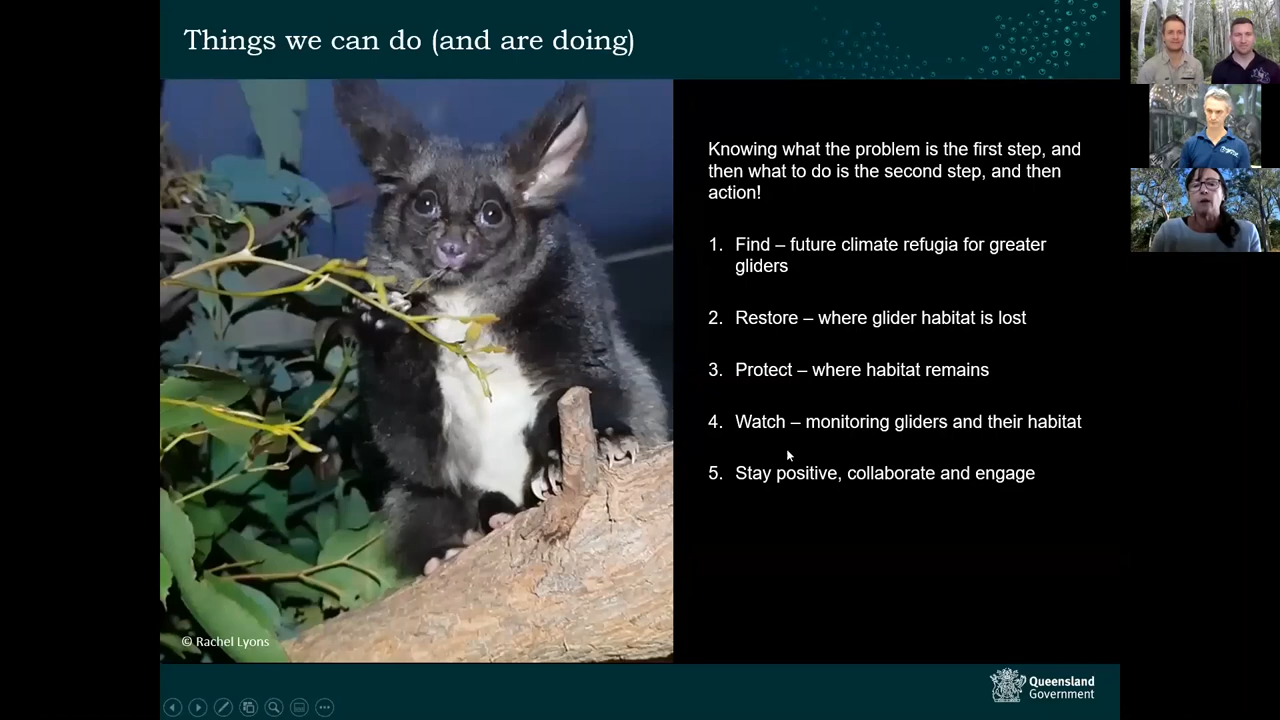 Things we can do (and are doing)
Knowing what the problem is the first step, and
then what to do is the second step, and then
action!
1. Find – future climate refugia for greater
gliders
2. Restore – where glider habitat is lost
3. Protect – where habitat remains
4. Watch – monitoring gliders and their habitat
5. Stay positive, collaborate and engage
© Rachel Lyons
Queensland
Government